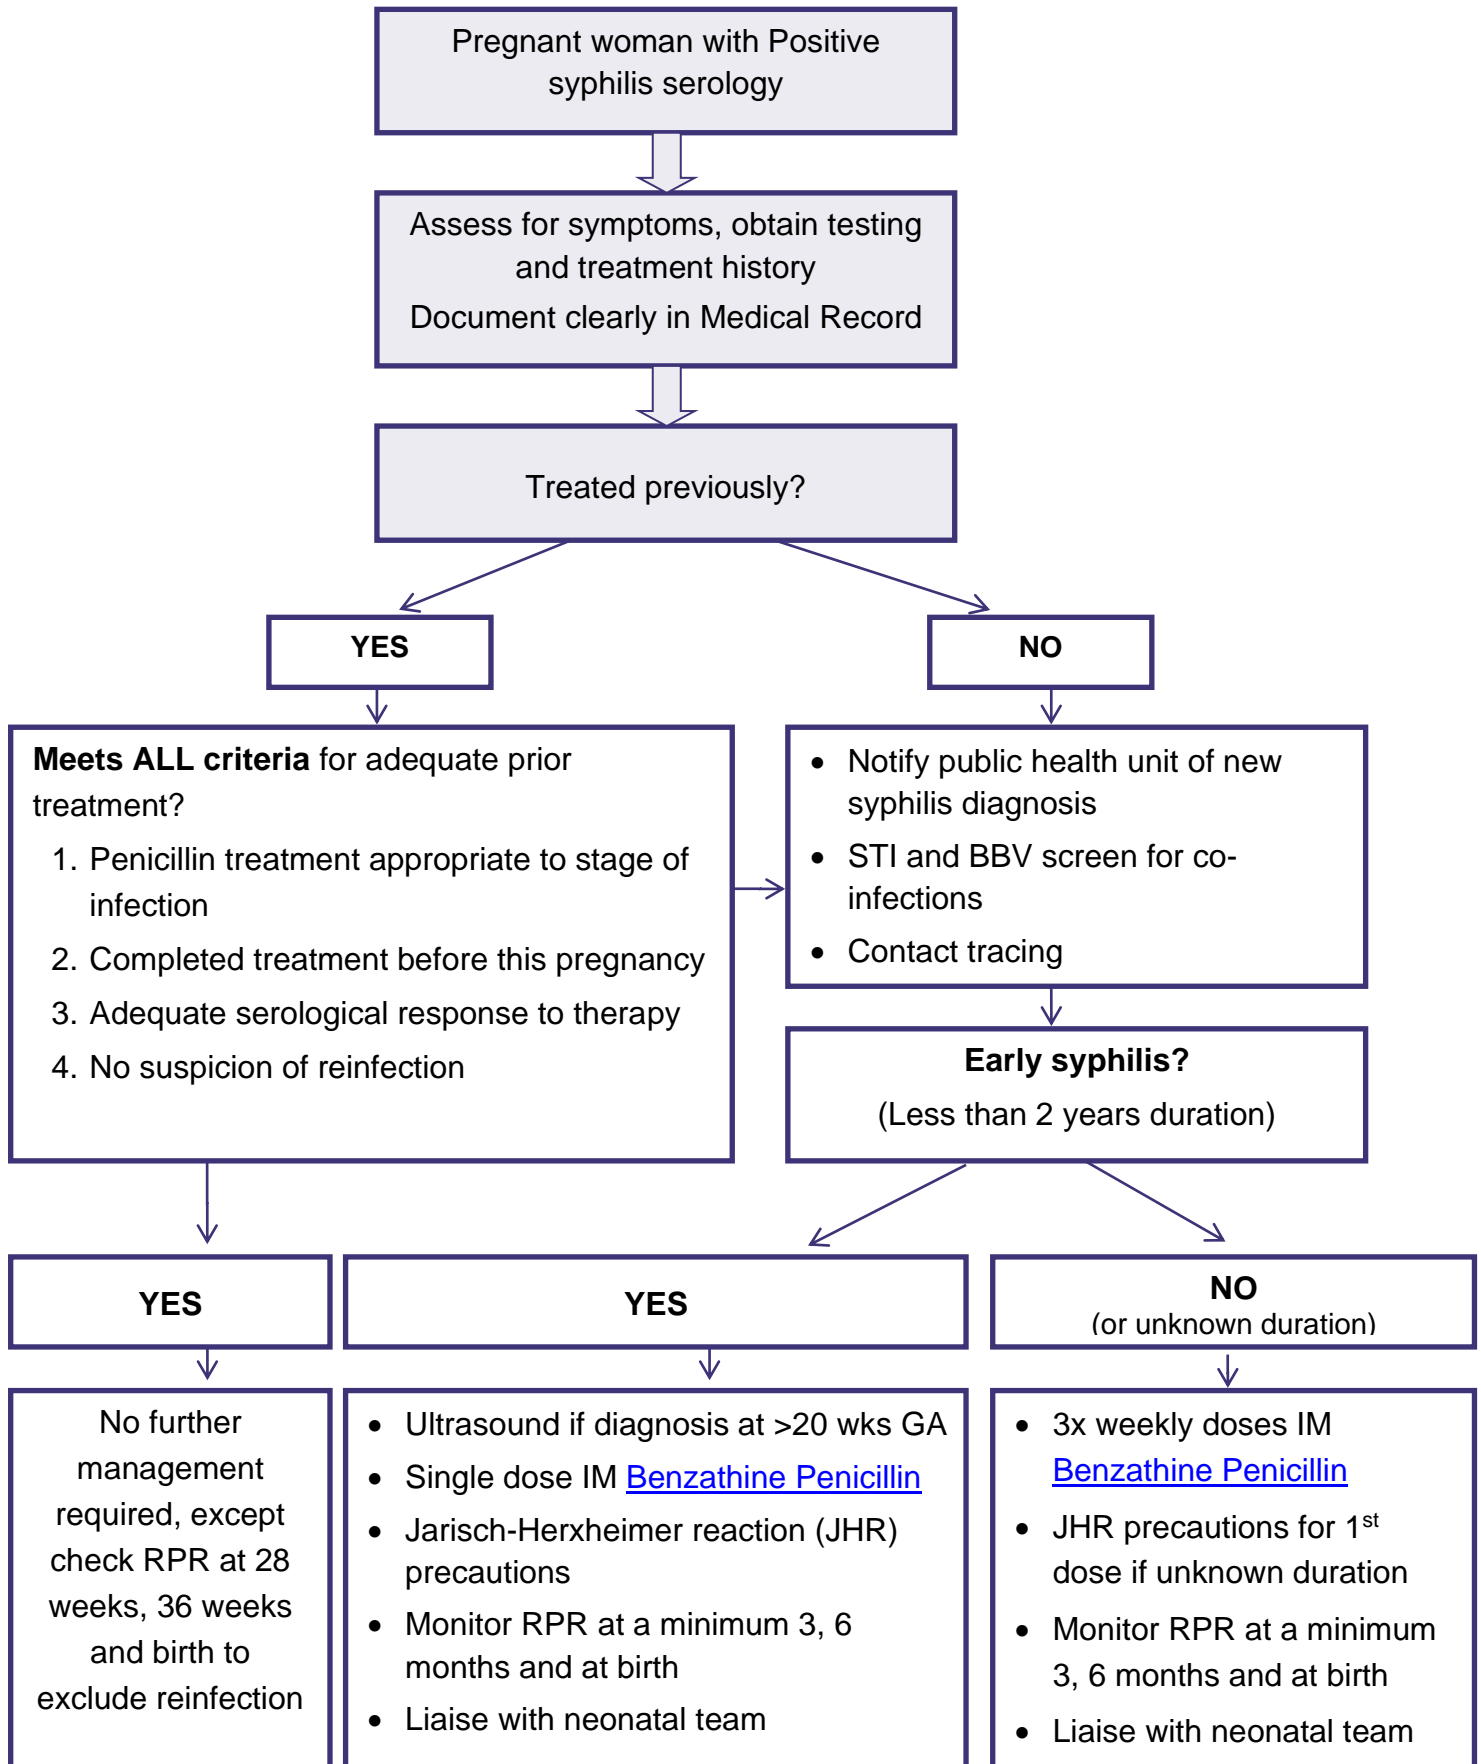 Pregnant woman with Positive
syphilis serology
Assess for symptoms, obtain testing
and treatment history
Document clearly in Medical Record
Treated previously?
YES
NO
Meets ALL criteria for adequate prior
treatment?
1. Penicillin treatment appropriate to stage of
infection
2. Completed treatment before this pregnancy
3. Adequate serological response to therapy
4. No suspicion of reinfection
• Notify public health unit of new
syphilis diagnosis
• STI and BBV screen for co-
infections
• Contact tracing
Early syphilis?
(Less than 2 years duration)
YES
YES
NO
(or unknown duration)
No further
management
required, except
check RPR at 28
weeks, 36 weeks
and birth to
exclude reinfection
• Ultrasound if diagnosis at >20 wks GA
• Single dose IM Benzathine Penicillin
• Jarisch-Herxheimer reaction (JHR)
precautions
• Monitor RPR at a minimum 3, 6
months and at birth
• Liaise with neonatal team
• 3x weekly doses IM
Benzathine Penicillin
• JHR precautions for 1st
dose if unknown duration
• Monitor RPR at a minimum
3, 6 months and at birth
• Liaise with neonatal team